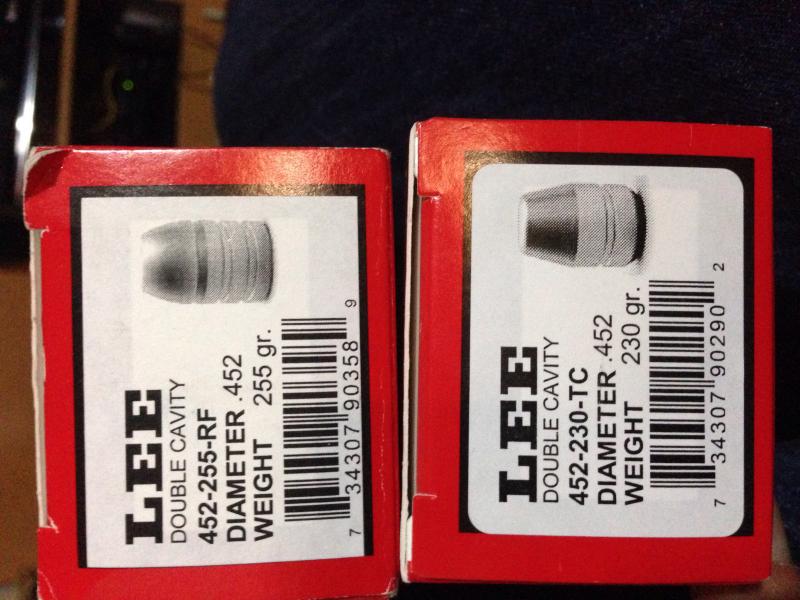 LEE
DOUBLE CAVITY
452-255-RF
DIAMETER .452
WEIGHT 255 gr.
7 34307 90358 9
LEE
DOUBLE CAVITY
452-230-TC
DIAMETER .452
WEIGHT 230 gr.
7 34307 90290 2